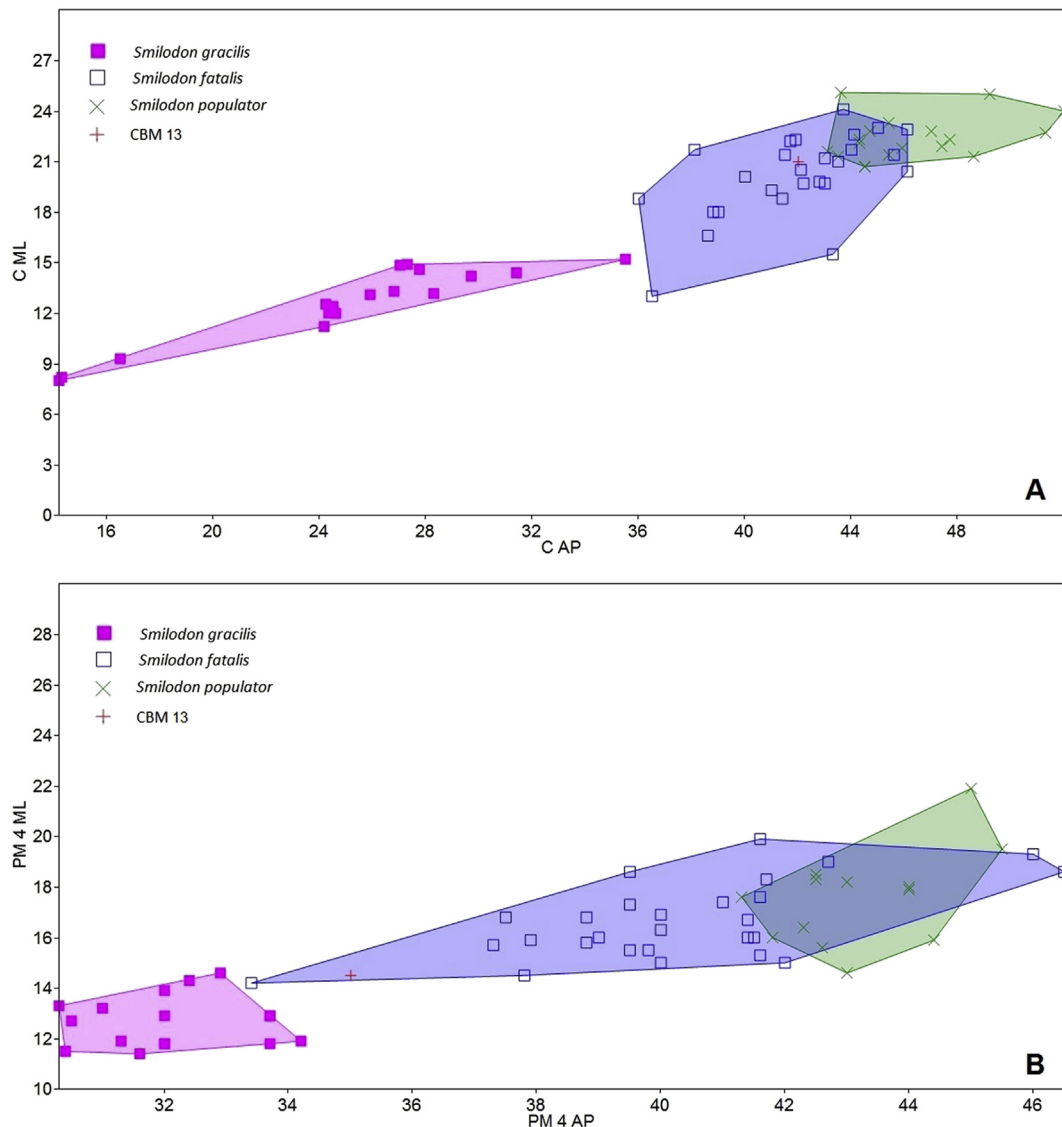 27
24
21
18
15
12
9
6
3
0
C ML
Smilodon gracilis
Smilodon fatalis
Smilodon populator
CBM 13
A
16 20 24 28 32 36 40 44 48
C AP
28
26
24
22
20
18
16
14
12
10
PM 4 ML
Smilodon gracilis
Smilodon fatalis
Smilodon populator
CBM 13
B
32 34 36 38 40 42 44 46
PM 4 AP